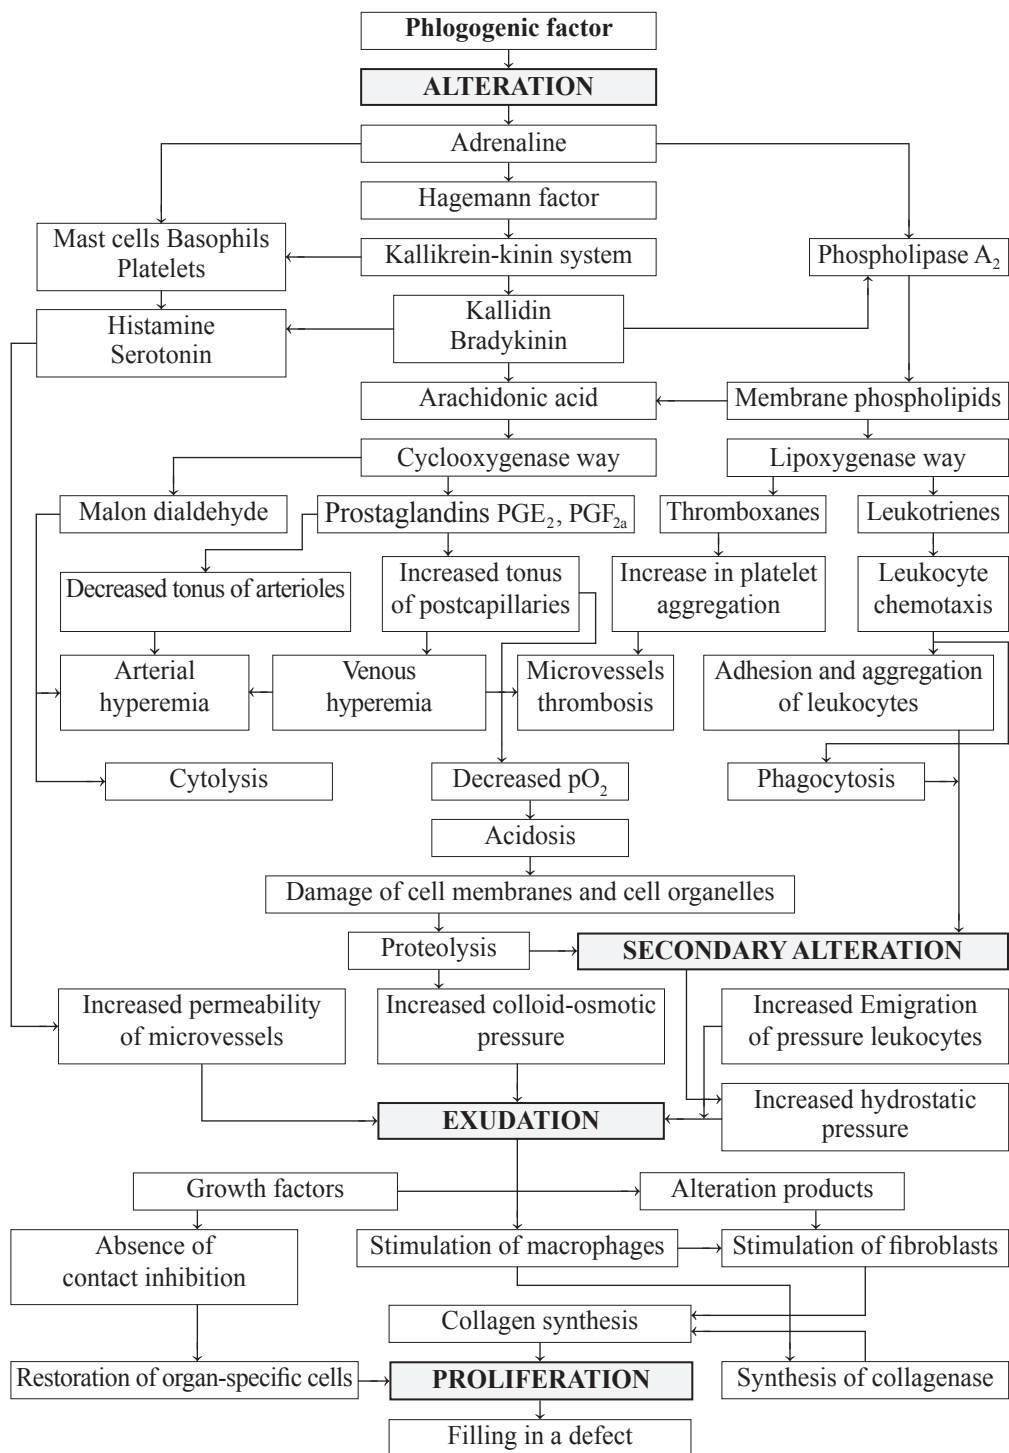 Phlogogenic factor
ALTERATION
Adrenaline
Hagemann factor
Mast cells Basophils
Platelets
Kallikrein-kinin system
Phospholipase A₂
Histamine
Serotonin
Kallidin
Bradykinin
Arachidonic acid
Membrane phospholipids
Cyclooxygenase way
Lipoxygenase way
Malon dialdehyde
Prostaglandins PGE₂, PGF₂ₐ
Thromboxanes
Leukotrienes
Decreased tonus of arterioles
Increased tonus
of postcapillaries
Increase in platelet
aggregation
Leukocyte
chemotaxis
Arterial
hyperemia
Venous
hyperemia
Microvessels
thrombosis
Adhesion and aggregation
of leukocytes
Cytolysis
Decreased pO₂
Phagocytosis
Acidosis
Damage of cell membranes and cell organelles
Proteolysis
SECONDARY ALTERATION
Increased permeability
of microvessels
Increased colloid-osmotic
pressure
Increased Emigration
of pressure leukocytes
EXUDATION
Increased hydrostatic
pressure
Growth factors
Alteration products
Absence of
contact inhibition
Stimulation of macrophages
Stimulation of fibroblasts
Collagen synthesis
Restoration of organ-specific cells
PROLIFERATION
Synthesis of collagenase
Filling in a defect